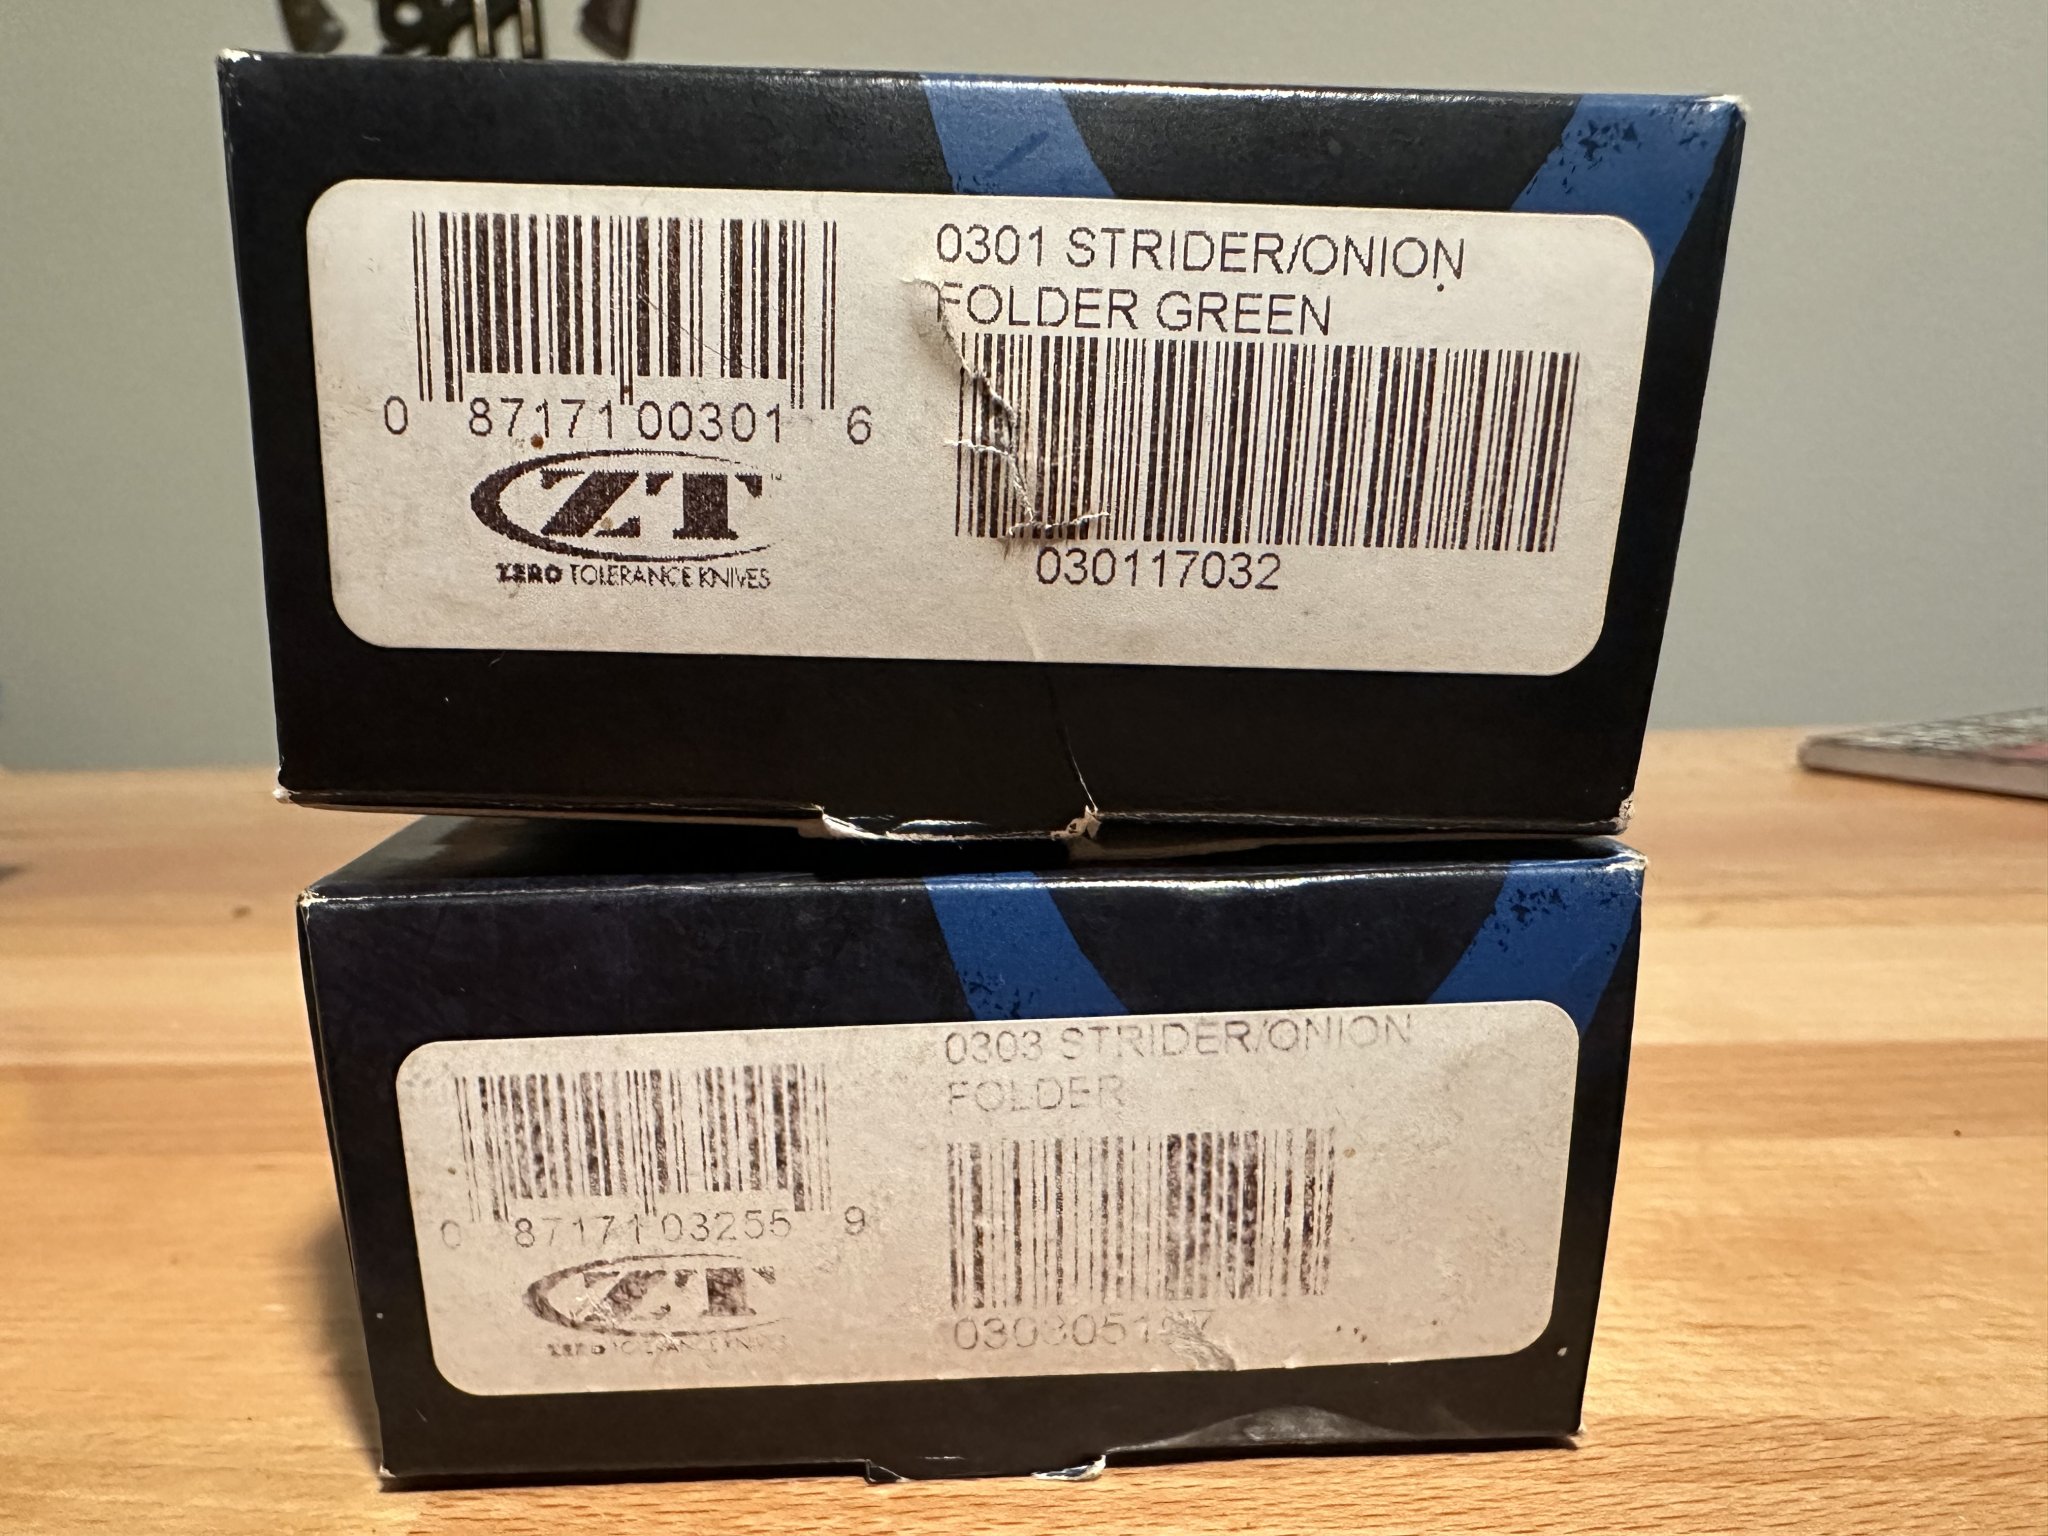 0301 STRIDER/ONION
FOLDER GREEN
0 87171 00301 6
030117032
ZT
ZERO TOLERANCE KNIVES
0303 STRIDER/ONION
FOLDER
0 87171 03255 9
ZT
ZERO TOLERANCE KNIVES